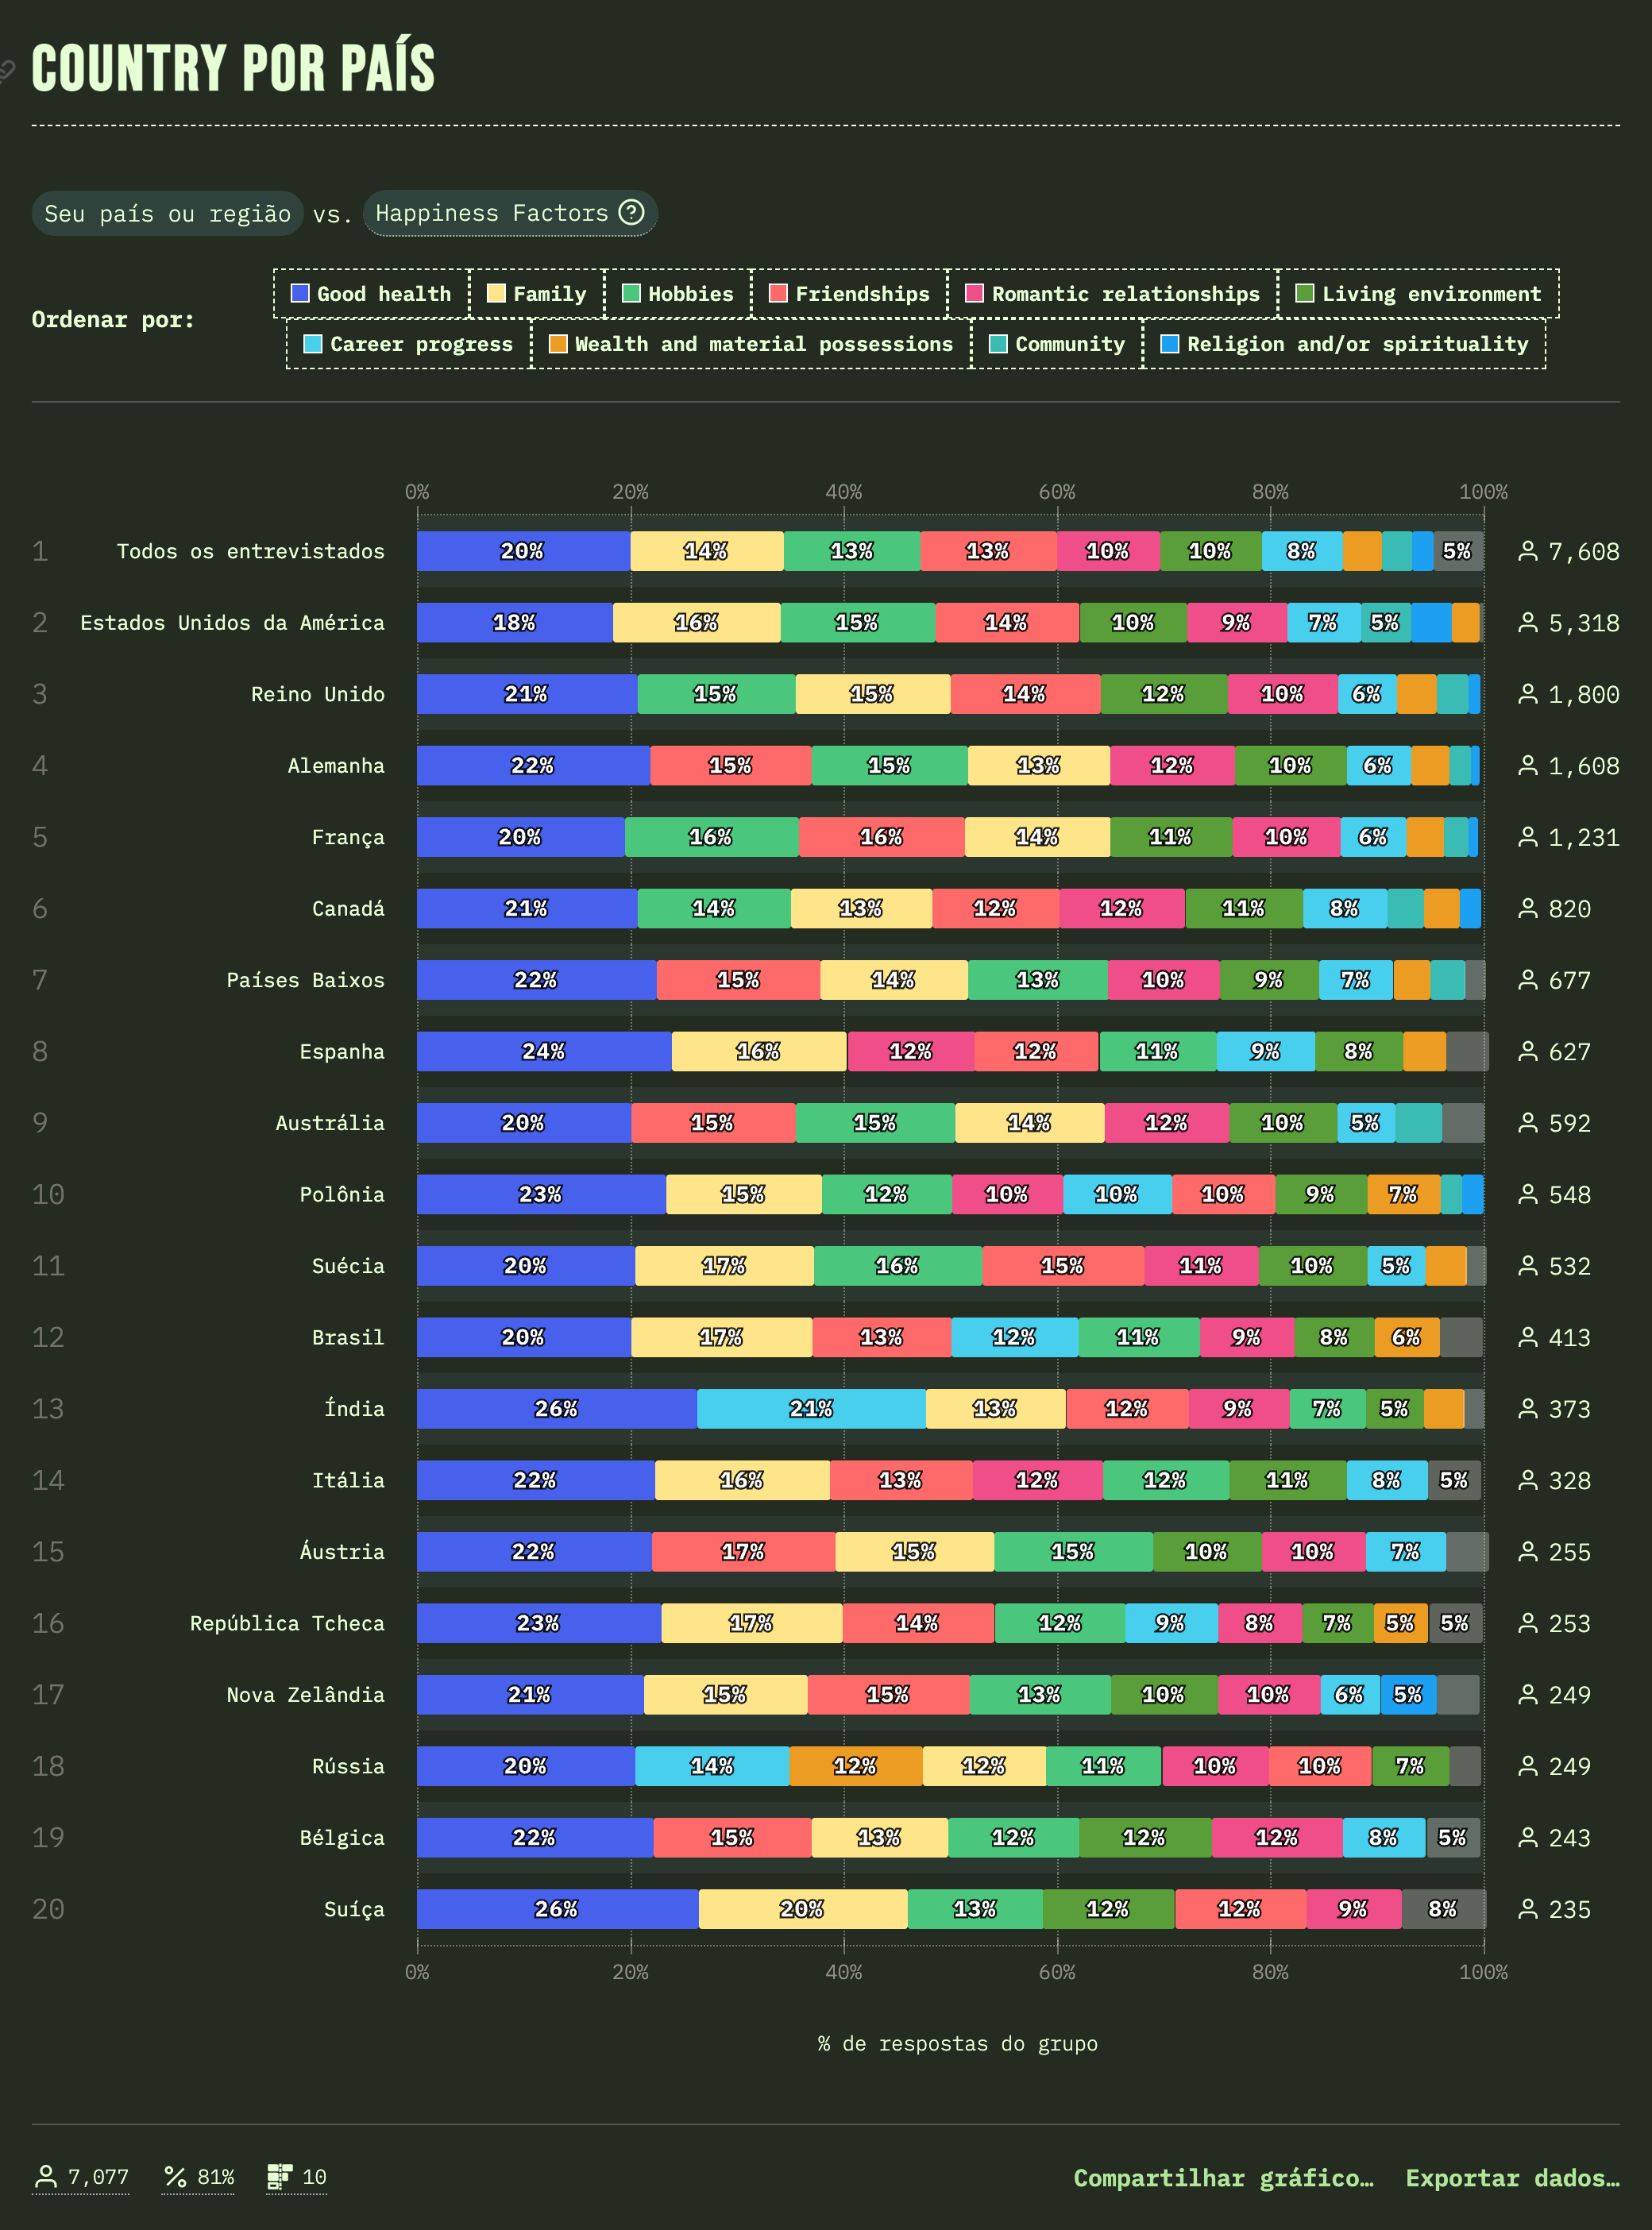 COUNTRY POR PAÍS
Seu país ou região vs. Happiness Factors ?
Ordenar por:
Good health Family Hobbies Friendships Romantic relationships Living environment
Career progress Wealth and material possessions Community Religion and/or spirituality
0% 20% 40% 60% 80% 100%
1 Todos os entrevistados 20% 14% 13% 13% 10% 10% 8% 5% 7,608
2 Estados Unidos da América 18% 16% 15% 14% 10% 9% 7% 5% 5,318
3 Reino Unido 21% 15% 15% 14% 12% 10% 6% 1,800
4 Alemanha 22% 15% 15% 13% 12% 10% 6% 1,608
5 França 20% 16% 16% 14% 11% 10% 6% 1,231
6 Canadá 21% 14% 13% 12% 12% 11% 8% 820
7 Países Baixos 22% 15% 14% 13% 10% 9% 7% 677
8 Espanha 24% 16% 12% 12% 11% 9% 8% 627
9 Austrália 20% 15% 15% 14% 12% 10% 5% 592
10 Polônia 23% 15% 12% 10% 10% 10% 9% 7% 548
11 Suécia 20% 17% 16% 15% 11% 10% 5% 532
12 Brasil 20% 17% 13% 12% 11% 9% 8% 6% 413
13 Índia 26% 21% 13% 12% 9% 7% 5% 373
14 Itália 22% 16% 13% 12% 12% 11% 8% 5% 328
15 Áustria 22% 17% 15% 15% 10% 10% 7% 255
16 República Tcheca 23% 17% 14% 12% 9% 8% 7% 5% 5% 253
17 Nova Zelândia 21% 15% 15% 13% 10% 10% 6% 5% 249
18 Rússia 20% 14% 12% 12% 11% 10% 10% 7% 249
19 Bélgica 22% 15% 13% 12% 12% 12% 8% 5% 243
20 Suíça 26% 20% 13% 12% 12% 9% 8% 235
0% 20% 40% 60% 80% 100%
% de respostas do grupo
7,077 % 81% 10 Compartilhar gráfico… Exportar dados…